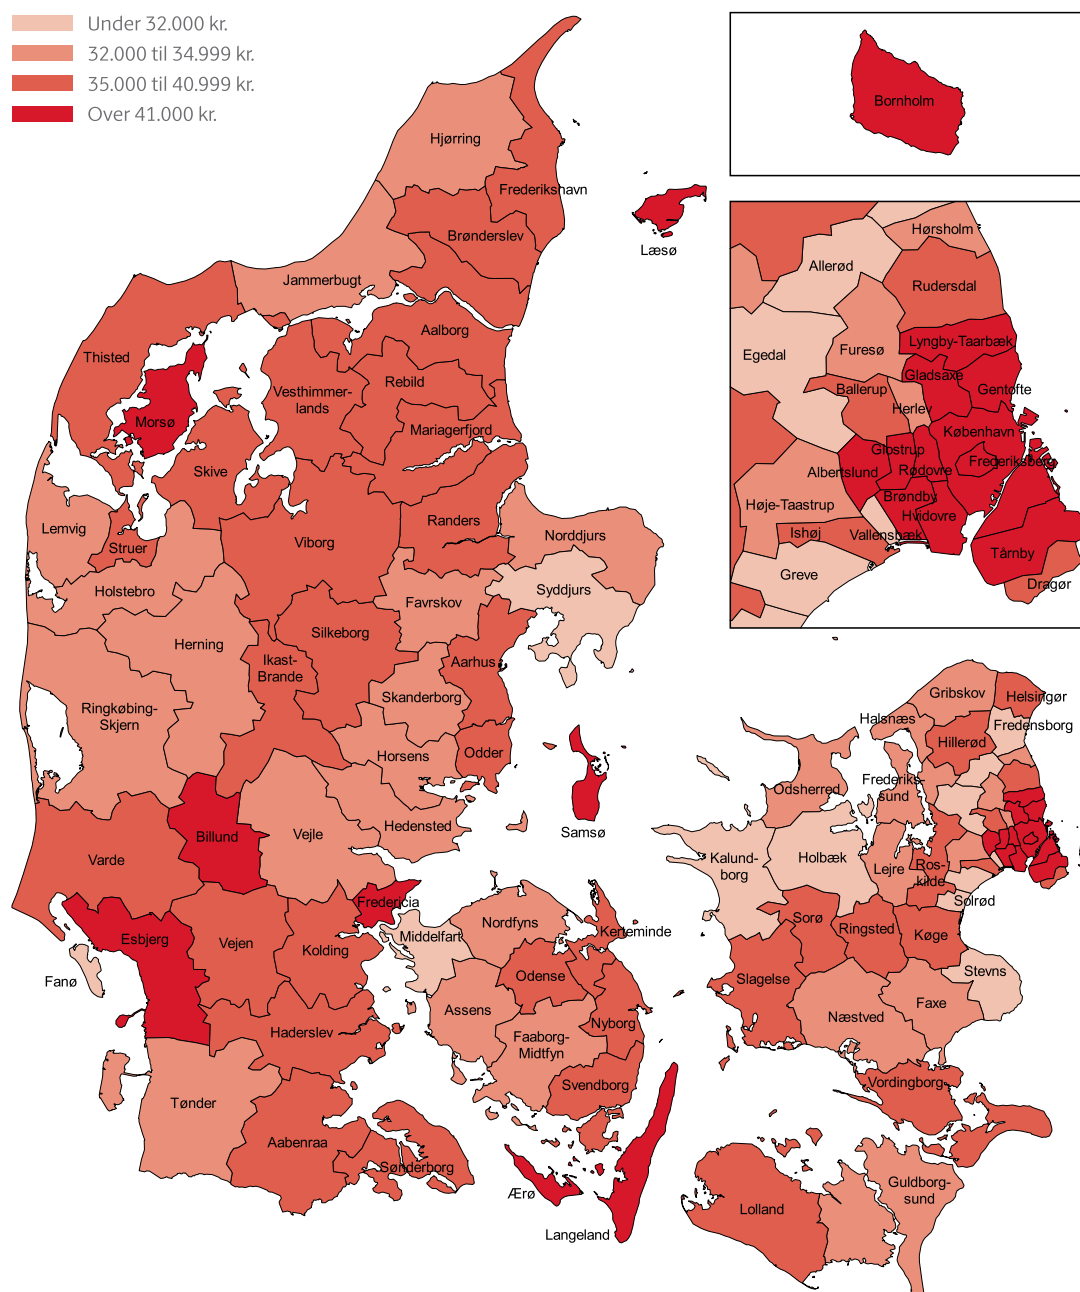 Under 32.000 kr.
32.000 til 34.999 kr.
35.000 til 40.999 kr.
Over 41.000 kr.
Bornholm
Hjørring
Frederikshavn
Brønderslev
Læsø
Jammerbugt
Aalborg
Thisted
Rebild
Vesthimmer-
lands
Morsø
Mariagerfjord
Skive
Lemvig
Randers
Struer
Viborg
Norddjurs
Holstebro
Syddjurs
Favrskov
Silkeborg
Herning
Aarhus
Ikast-
Brande
Skanderborg
Ringkøbing-
Skjern
Horsens
Odder
Hedensted
Billund
Vejle
Samsø
Varde
Fredericia
Esbjerg
Vejen
Kolding
Fanø
Middelfart
Nordfyns
Kerteminde
Odense
Assens
Nyborg
Faaborg-
Midtfyn
Haderslev
Svendborg
Tønder
Aabenraa
Sønderborg
Ærø
Langeland
Hørsholm
Allerød
Rudersdal
Egedal
Furesø
Lyngby-Taarbæk
Gladsaxe
Ballerup
Gentofte
Herlev
København
Glostrup
Frederiksberg
Albertslund
Rødovre
Brøndby
Høje-Taastrup
Hvidovre
Ishøj
Vallensbæk
Tårnby
Greve
Dragør
Gribskov
Helsingør
Halsnæs
Fredensborg
Hillerød
Frederiks-
sund
Odsherred
Kalund-
borg
Holbæk
Lejre
Ros-
kilde
Solrød
Sorø
Ringsted
Køge
Slagelse
Stevns
Faxe
Næstved
Vordingborg
Guldborg-
sund
Lolland